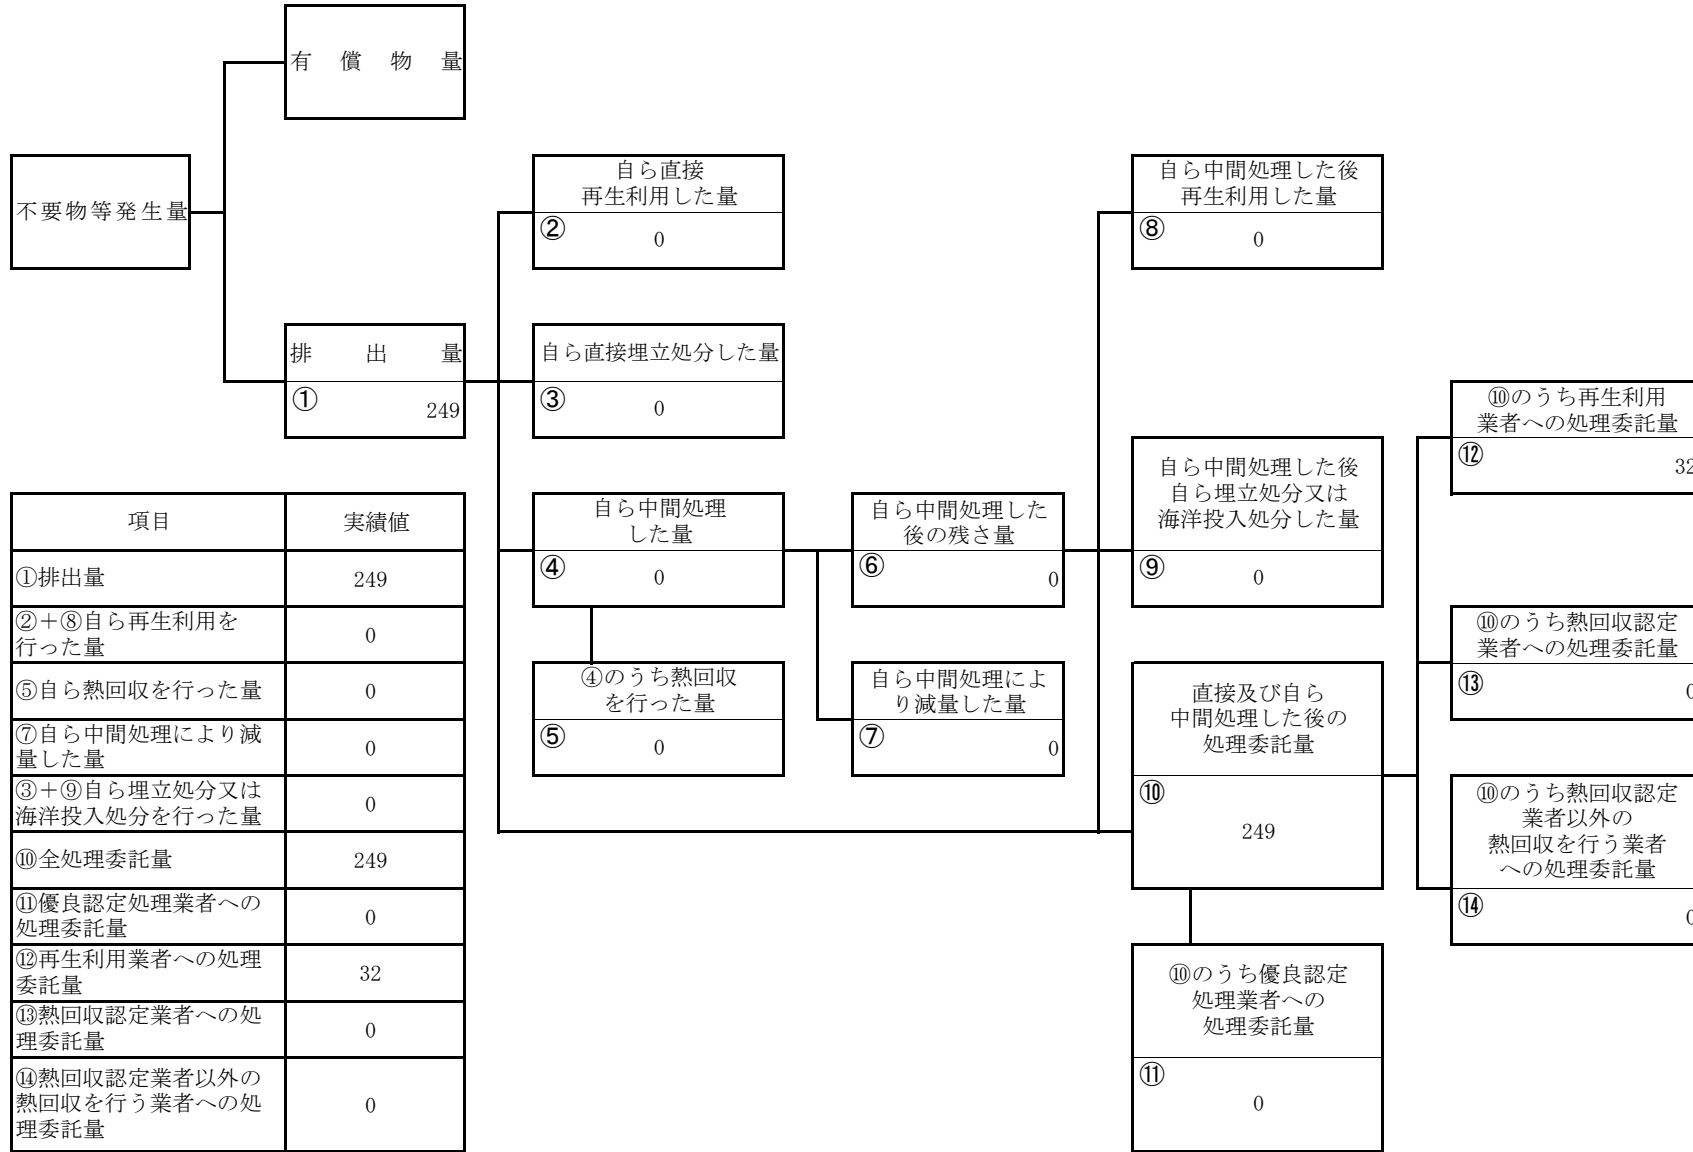 有償物量
不要物等発生量
自ら直接
再生利用した量
②
0
自ら中間処理した後
再生利用した量
⑧
0
排出量
①
249
自ら直接埋立処分した量
③
0
⑩のうち再生利用
業者への処理委託量
⑫
32
自ら中間処理
した量
④
0
自ら中間処理した
後の残さ量
⑥
0
自ら中間処理した後
自ら埋立処分又は
海洋投入処分した量
⑨
0
⑩のうち熱回収認定
業者への処理委託量
⑬
0
④のうち熱回収
を行った量
⑤
0
自ら中間処理によ
り減量した量
⑦
0
直接及び自ら
中間処理した後の
処理委託量
⑩
249
⑩のうち熱回収認定
業者以外の
熱回収を行う業者
への処理委託量
⑭
0
⑩のうち優良認定
処理業者への
処理委託量
⑪
0
項目 実績値
①排出量 249
②+⑧自ら再生利用を
行った量 0
⑤自ら熱回収を行った量 0
⑦自ら中間処理により減
量した量 0
③+⑨自ら埋立処分又は
海洋投入処分を行った量 0
⑩全処理委託量 249
⑪優良認定処理業者への
処理委託量 0
⑫再生利用業者への処理
委託量 32
⑬熱回収認定業者への処
理委託量 0
⑭熱回収認定業者以外の
熱回収を行う業者への処
理委託量 0